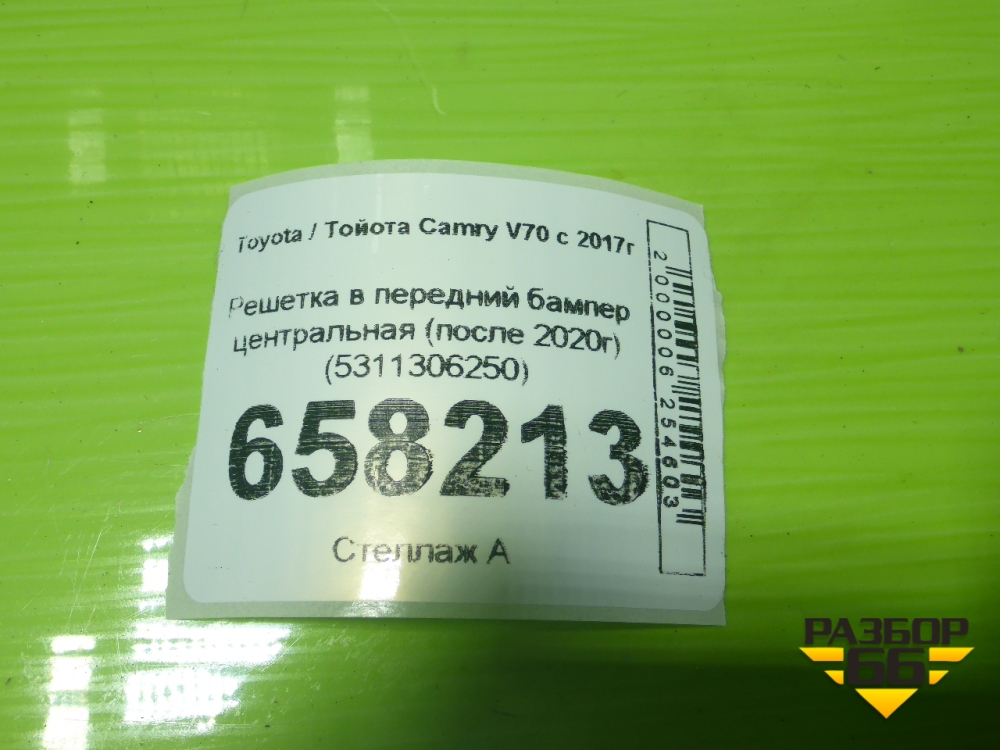 Toyota / Тойота Camry V70 с 2017г
Решетка в передний бампер
центральная (после 2020г)
(5311306250)
658213
Стеллаж А
2000006254603
РАЗБОР
66